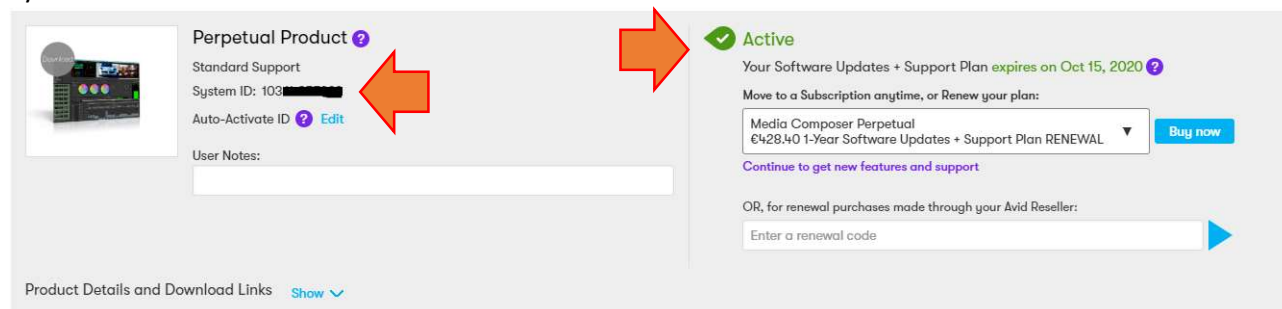 Download
Perpetual Product ?
Standard Support
System ID: 103
Auto-Activate ID ? Edit
User Notes:
Active
Your Software Updates + Support Plan expires on Oct 15, 2020 ?
Move to a Subscription anytime, or Renew your plan:
Media Composer Perpetual
€428.40 1-Year Software Updates + Support Plan RENEWAL
Buy now
Continue to get new features and support
OR, for renewal purchases made through your Avid Reseller:
Enter a renewal code
Product Details and Download Links Show